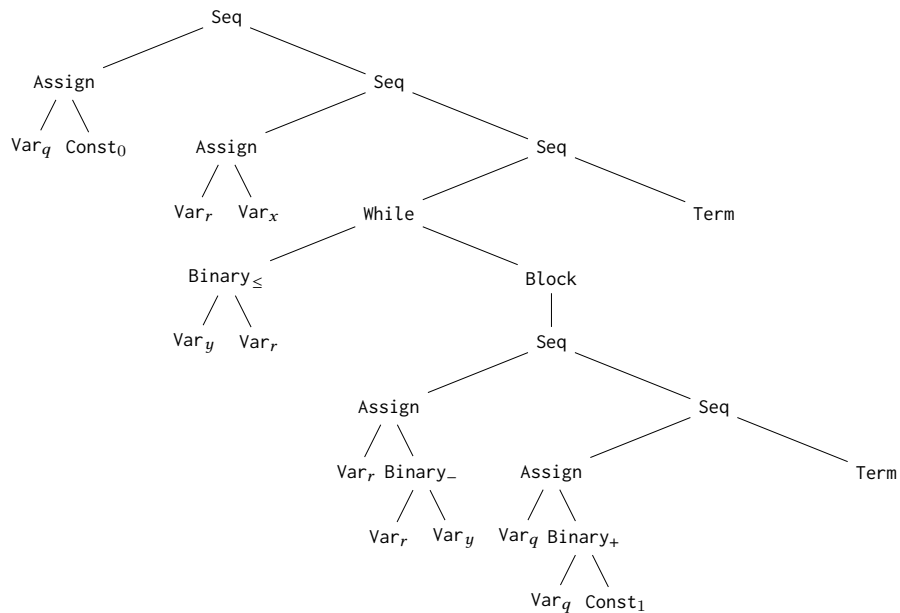 Seq
Assign Seq
Var_q Const_0 Assign Seq
Var_r Var_x While Term
Binary_≤ Block
Var_y Var_r Seq
Assign Seq
Var_r Binary_− Assign Term
Var_r Var_y Var_q Binary_+
Var_q Const_1